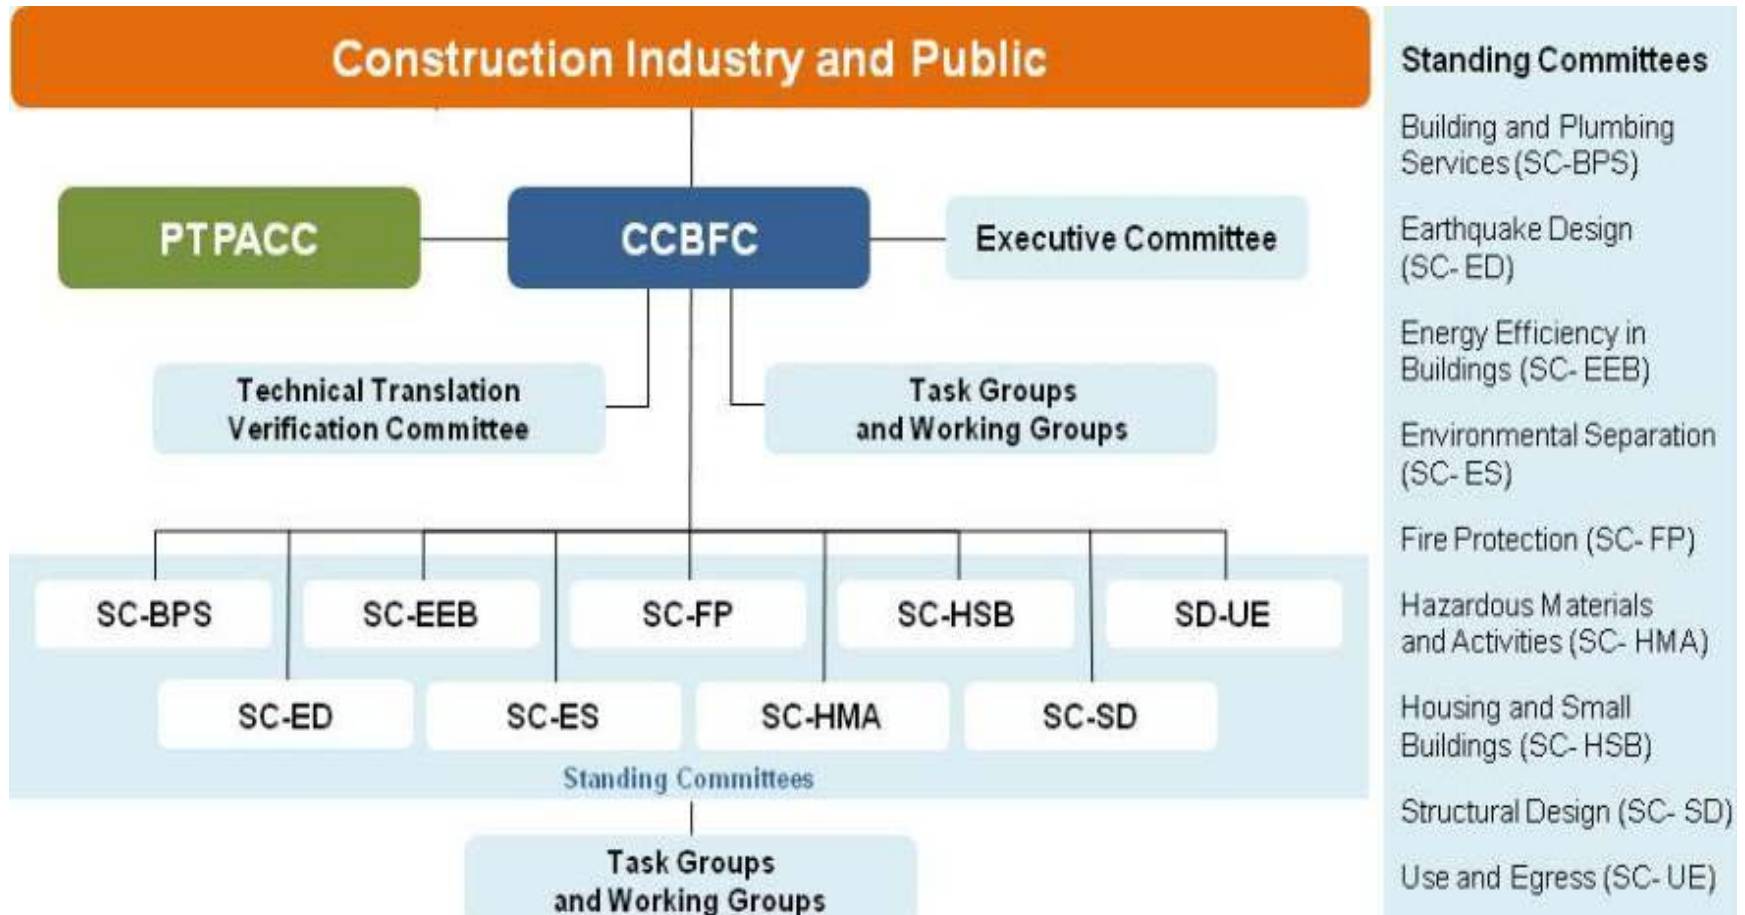 Construction Industry and Public
PTPACC
CCBFC
Executive Committee
Technical Translation
Verification Committee
Task Groups
and Working Groups
SC-BPS
SC-EEB
SC-FP
SC-HSB
SD-UE
SC-ED
SC-ES
SC-HMA
SC-SD
Standing Committees
Task Groups
and Working Groups
Standing Committees
Building and Plumbing
Services (SC-BPS)
Earthquake Design
(SC- ED)
Energy Efficiency in
Buildings (SC- EEB)
Environmental Separation
(SC- ES)
Fire Protection (SC- FP)
Hazardous Materials
and Activities (SC- HMA)
Housing and Small
Buildings (SC- HSB)
Structural Design (SC- SD)
Use and Egress (SC- UE)